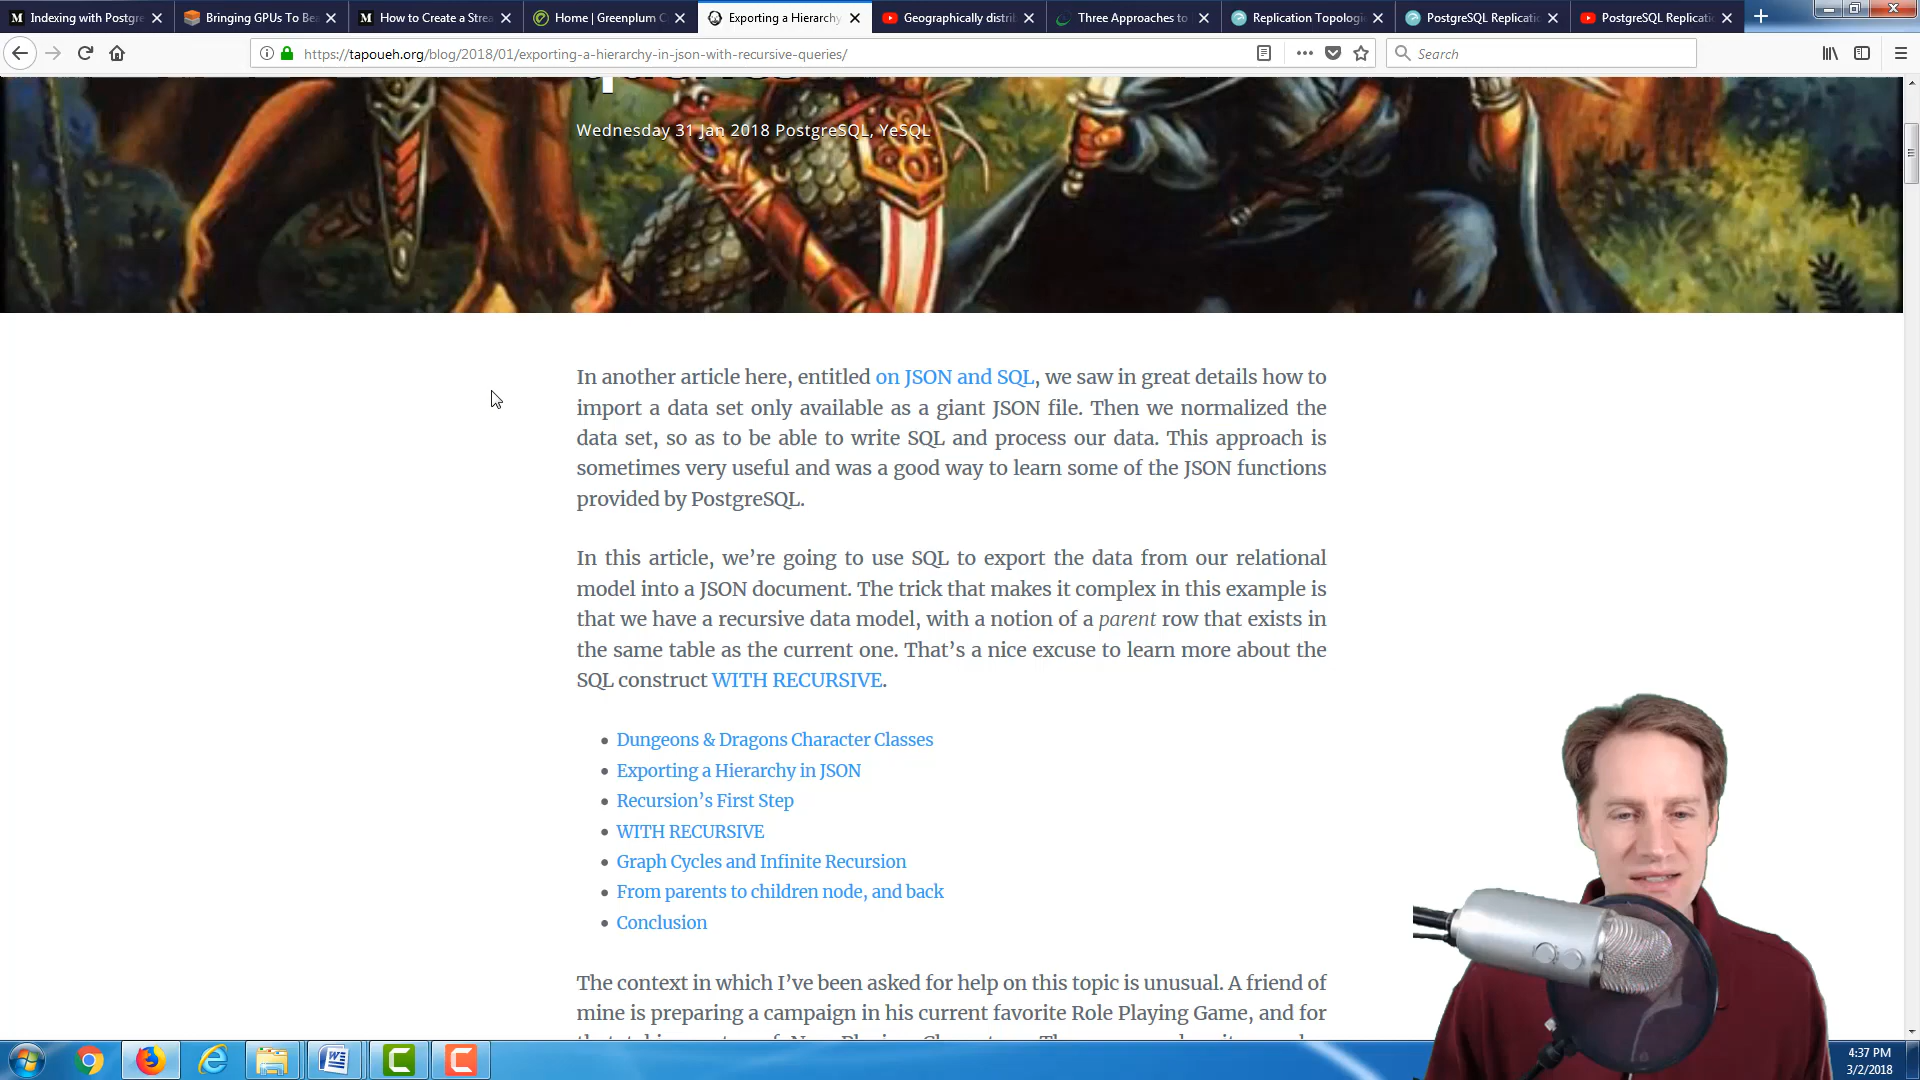 Indexing with Postgre
Bringing GPUs To Be
How to Create a Strea
Home | Greenplum
Exporting a Hierarchy
Geographically distri
Three Approaches to
Replication Topologi
PostgreSQL Replicati
PostgreSQL Replicati
https://tapoueh.org/blog/2018/01/exporting-a-hierarchy-in-json-with-recursive-queries/
Search
Wednesday 31 Jan 2018 PostgreSQL, YeSQL
In another article here, entitled on JSON and SQL, we saw in great details how to
import a data set only available as a giant JSON file. Then we normalized the
data set, so as to be able to write SQL and process our data. This approach is
sometimes very useful and was a good way to learn some of the JSON functions
provided by PostgreSQL.
In this article, we’re going to use SQL to export the data from our relational
model into a JSON document. The trick that makes it complex in this example is
that we have a recursive data model, with a notion of a parent row that exists in
the same table as the current one. That’s a nice excuse to learn more about the
SQL construct WITH RECURSIVE.
• Dungeons & Dragons Character Classes
• Exporting a Hierarchy in JSON
• Recursion’s First Step
• WITH RECURSIVE
• Graph Cycles and Infinite Recursion
• From parents to children node, and back
• Conclusion
The context in which I’ve been asked for help on this topic is unusual. A friend of
mine is preparing a campaign in his current favorite Role Playing Game, and for
4:37 PM
3/2/2018